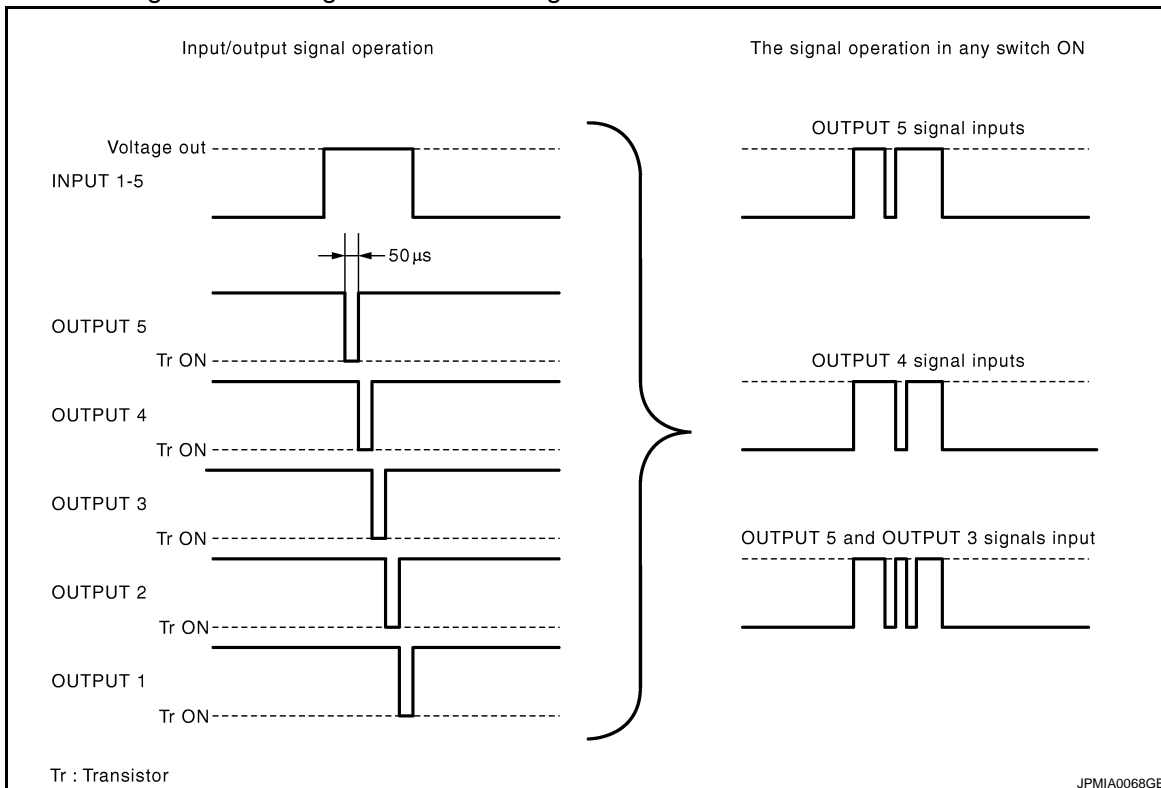 Input/output signal operation
The signal operation in any switch ON
Voltage out
INPUT 1-5
50 μs
OUTPUT 5
Tr ON
OUTPUT 4
Tr ON
OUTPUT 3
Tr ON
OUTPUT 2
Tr ON
OUTPUT 1
Tr ON
OUTPUT 5 signal inputs
OUTPUT 4 signal inputs
OUTPUT 5 and OUTPUT 3 signals input
Tr : Transistor